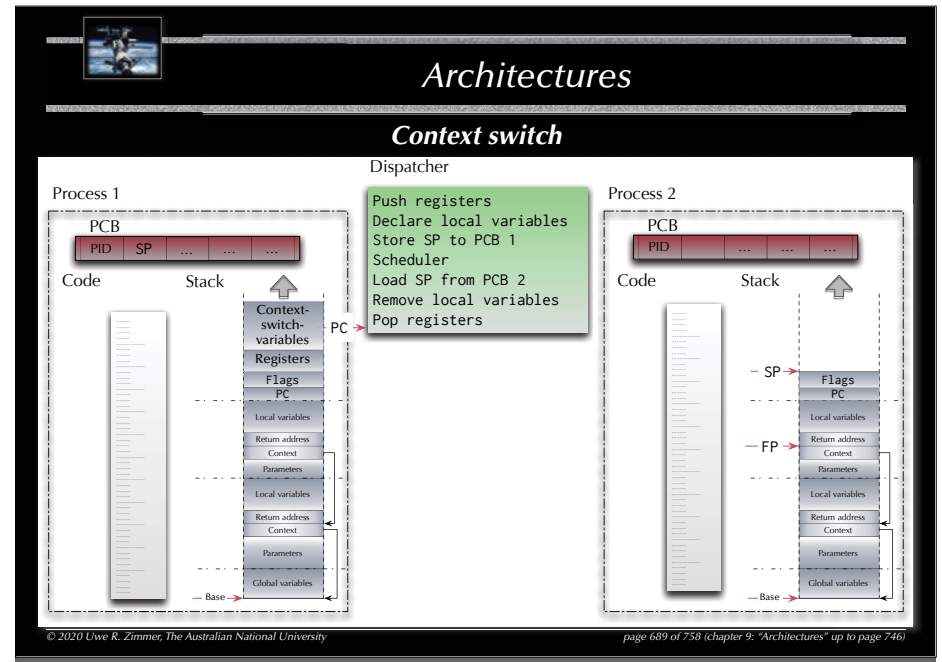 Architectures
Context switch
Dispatcher
Push registers
Declare local variables
Store SP to PCB 1
Scheduler
Load SP from PCB 2
Remove local variables
Pop registers
Process 1
PCB
PID SP ... ... ...
Code Stack
Context-
switch-
variables
PC
Registers
Flags
PC
Local variables
Return address
Context
Parameters
Local variables
Return address
Context
Parameters
Global variables
Base
Process 2
PCB
PID ... ... ...
Code Stack
SP
Flags
PC
Local variables
Return address
FP
Context
Parameters
Local variables
Return address
Context
Parameters
Global variables
Base
© 2020 Uwe R. Zimmer, The Australian National University
page 689 of 758 (chapter 9: "Architectures" up to page 746)